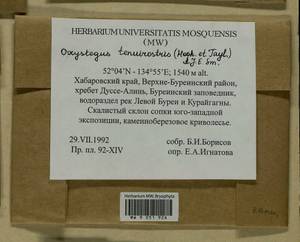 HERBARIUM UNIVERSITATIS MOSQUENSIS
(MW)
Oxystegus tenuirostris (Hook. et Tayl.)
A.J.E. Sm.
52°04'N - 134°55'E; 1540 м alt.
Хабаровский край, Верхне-Буреинский район,
хребет Дуссе-Алинь, Буреинский заповедник,
водораздел рек Левой Буреи и Курайгагны.
Скалистый склон сопки юго-западной
экспозиции, каменноберезовое криволесье.
29.VII.1992
собр. Б.И.Борисов
Пр. пл. 92-XIV
опр. Е.А.Игнатова
Herbarium MW, Bryophyta